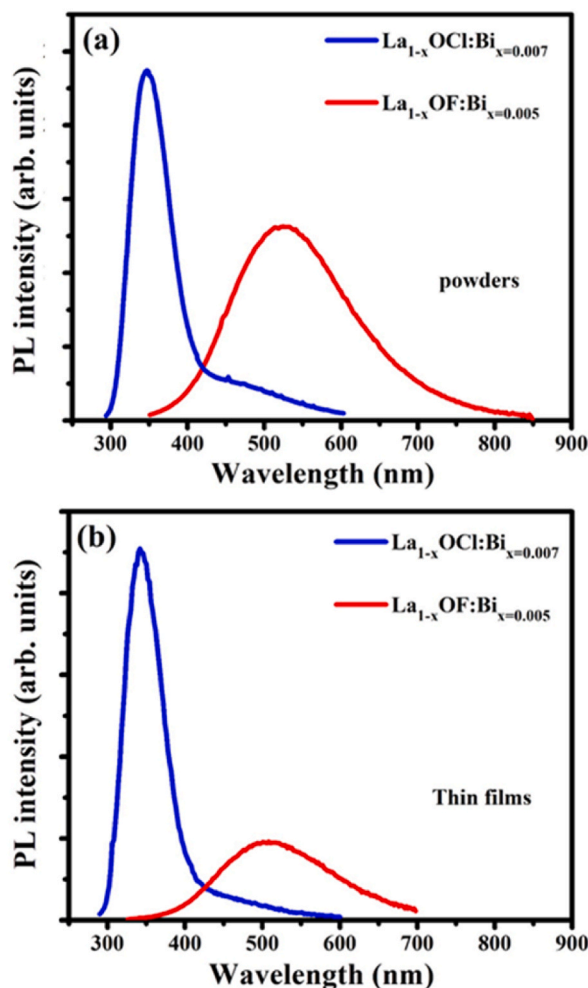 (a)
La₁₋ₓOCl:Biₓ₌₀.₀₀₇
La₁₋ₓOF:Biₓ₌₀.₀₀₅
powders
PL intensity (arb. units)
300 400 500 600 700 800 900
Wavelength (nm)
(b)
La₁₋ₓOCl:Biₓ₌₀.₀₀₇
La₁₋ₓOF:Biₓ₌₀.₀₀₅
Thin films
PL intensity (arb. units)
300 400 500 600 700 800 900
Wavelength (nm)